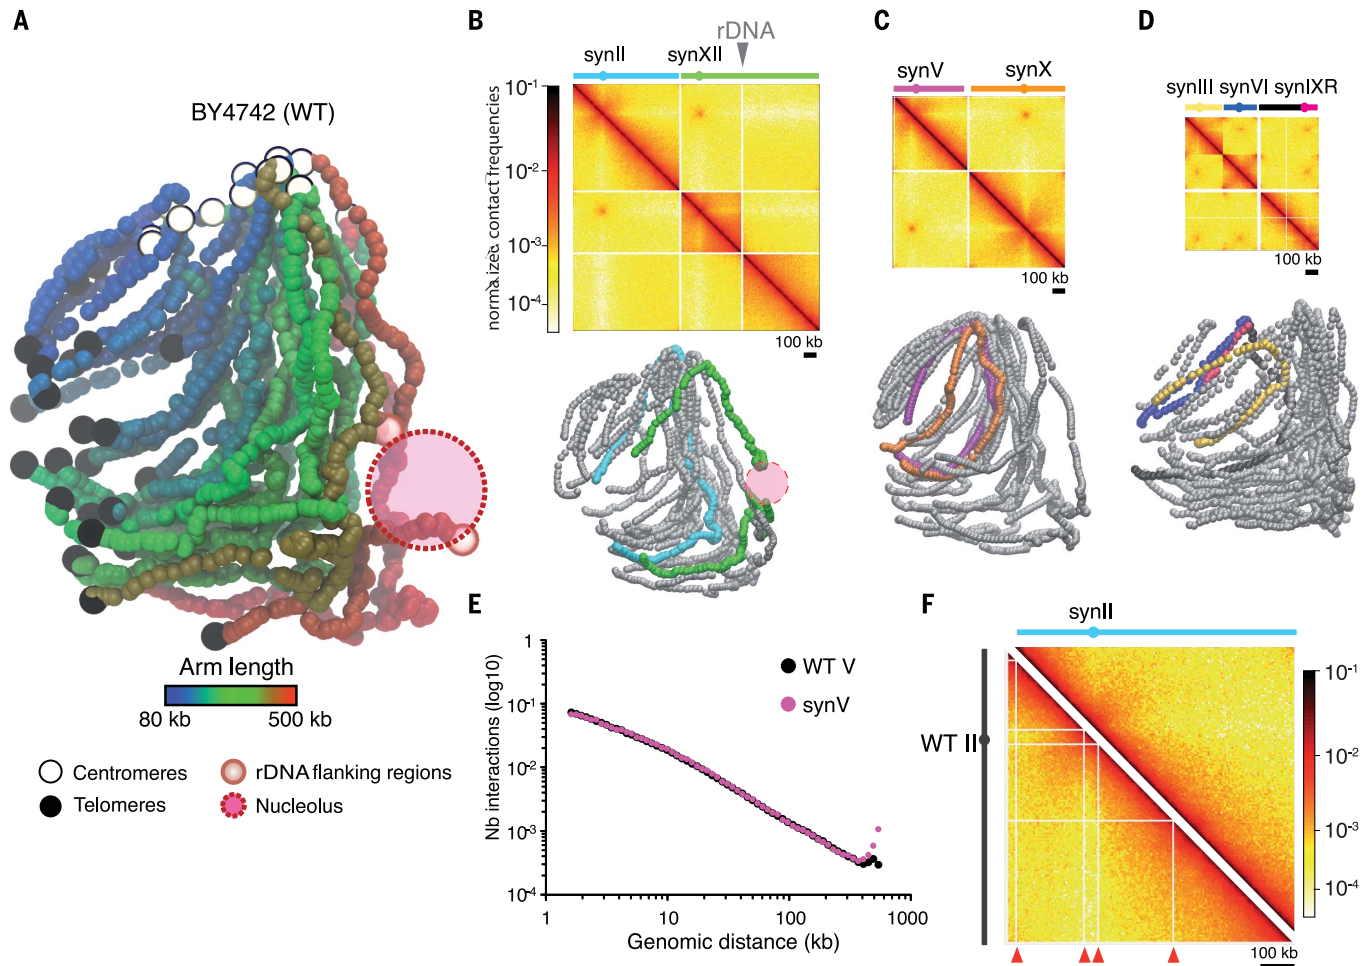 A
BY4742 (WT)
Arm length
80 kb
500 kb
Centromeres
rDNA flanking regions
Telomeres
Nucleolus
B
rDNA
synII
synXII
10-1
10-2
10-3
10-4
normalized contact frequencies
100 kb
C
synV
synX
100 kb
D
synIII synVI synIXR
100 kb
E
1
10-1
10-2
10-3
10-4
Nb interactions (log10)
WT V
synV
1
10
100
1000
Genomic distance (kb)
F
synII
WT II
10-1
10-2
10-3
10-4
100 kb